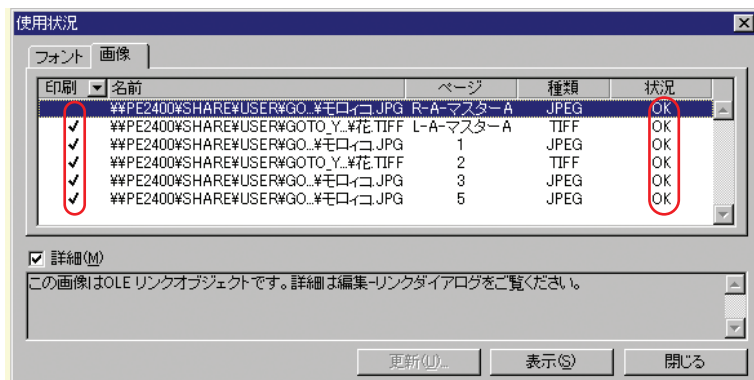 使用状況
フォント 画像
印刷 名前 ページ 種類 状況
¥¥PE2400¥SHARE¥USER¥GO...¥モロィコ.JPG R-A-マスターA JPEG OK
¥¥PE2400¥SHARE¥USER¥GOTO_Y...¥花.TIFF L-A-マスターA TIFF OK
¥¥PE2400¥SHARE¥USER¥GO...¥モロィコ.JPG 1 JPEG OK
¥¥PE2400¥SHARE¥USER¥GOTO_Y...¥花.TIFF 2 TIFF OK
¥¥PE2400¥SHARE¥USER¥GO...¥モロィコ.JPG 3 JPEG OK
¥¥PE2400¥SHARE¥USER¥GO...¥モロィコ.JPG 5 JPEG OK
詳細(M)
この画像はOLE リンクオブジェクトです。詳細は編集-リンクダイアログをご覧ください。
更新(U)... 表示(S) 閉じる